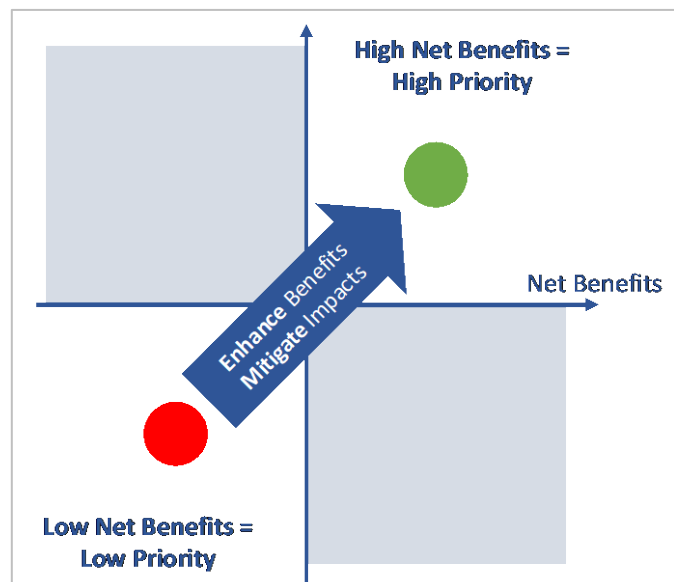 High Net Benefits =
High Priority
Net Benefits
Enhance Benefits
Mitigate Impacts
Low Net Benefits =
Low Priority